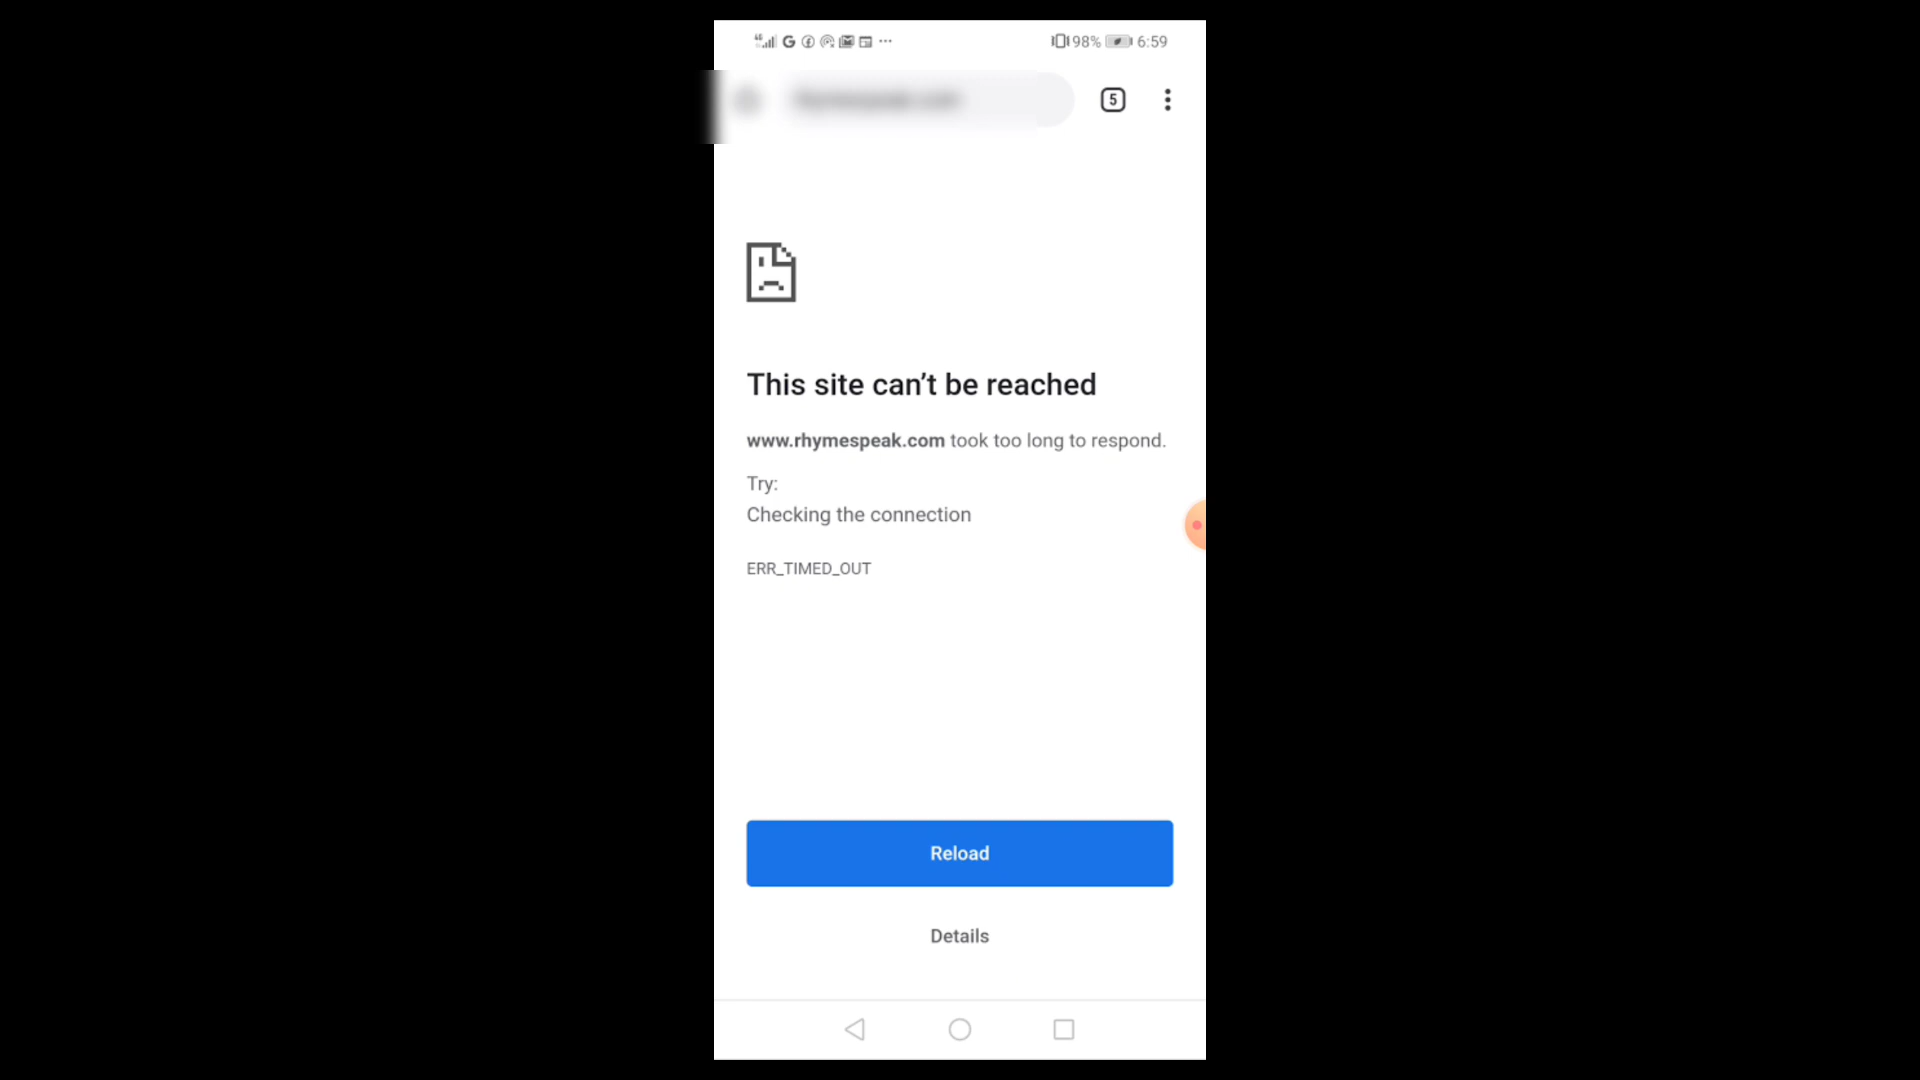 98% 6:59
5
This site can’t be reached
www.rhymespeak.com took too long to respond.
Try:
Checking the connection
ERR_TIMED_OUT
Reload
Details